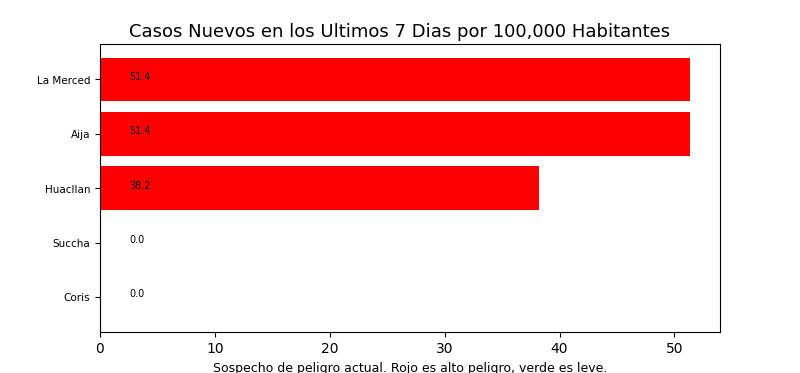 Casos Nuevos en los Ultimos 7 Dias por 100,000 Habitantes
La Merced 51.4
Aija 51.4
Huacllan 38.2
Succha 0.0
Coris 0.0
0 10 20 30 40 50
Sospecho de peligro actual. Rojo es alto peligro, verde es leve.